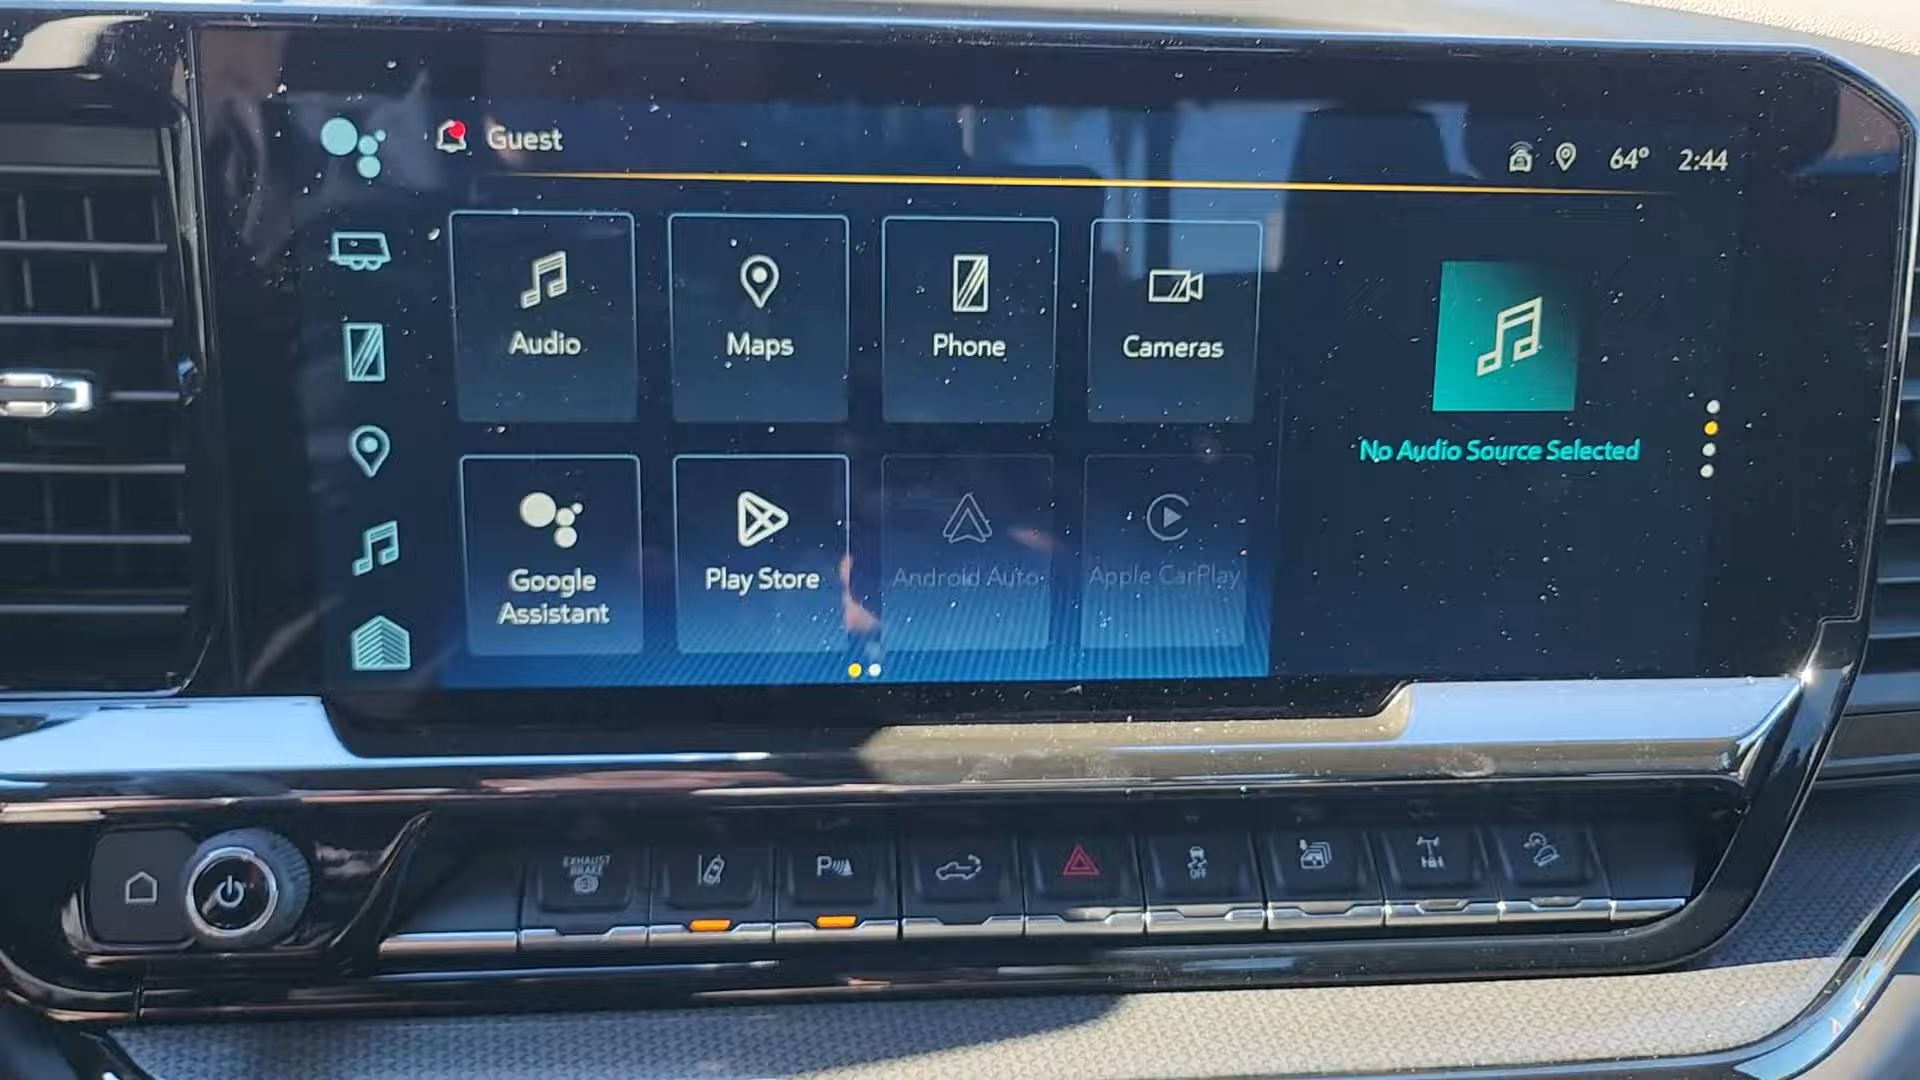 Guest
64° 2:44
Audio
Maps
Phone
Cameras
No Audio Source Selected
Google
Assistant
Play Store
Android Auto
Apple CarPlay
EXHAUST
BRAKE
P
OFF